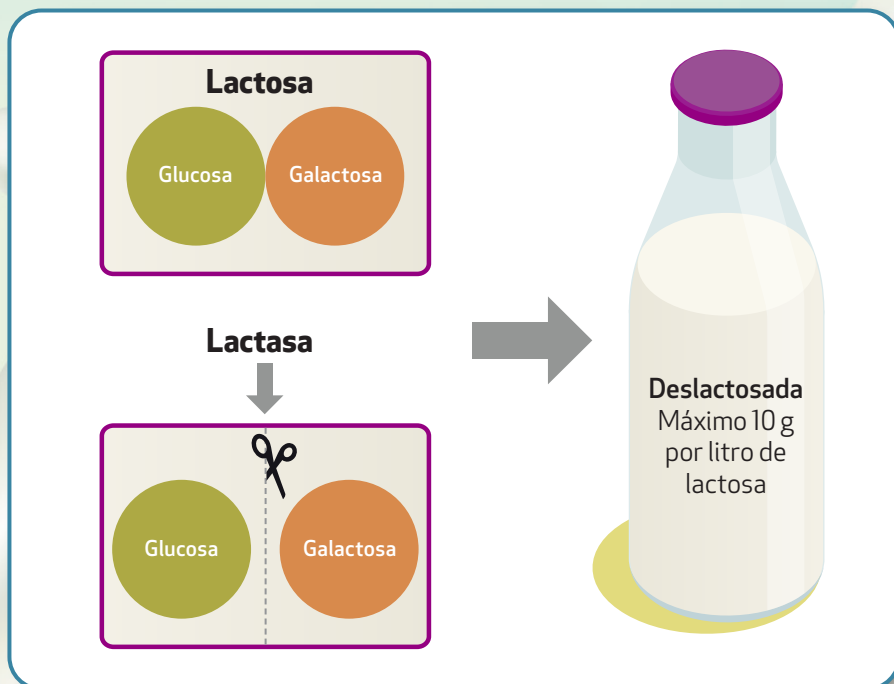 Lactosa
Glucosa
Galactosa
Lactasa
Glucosa
Galactosa
Deslactosada
Máximo 10 g
por litro de
lactosa